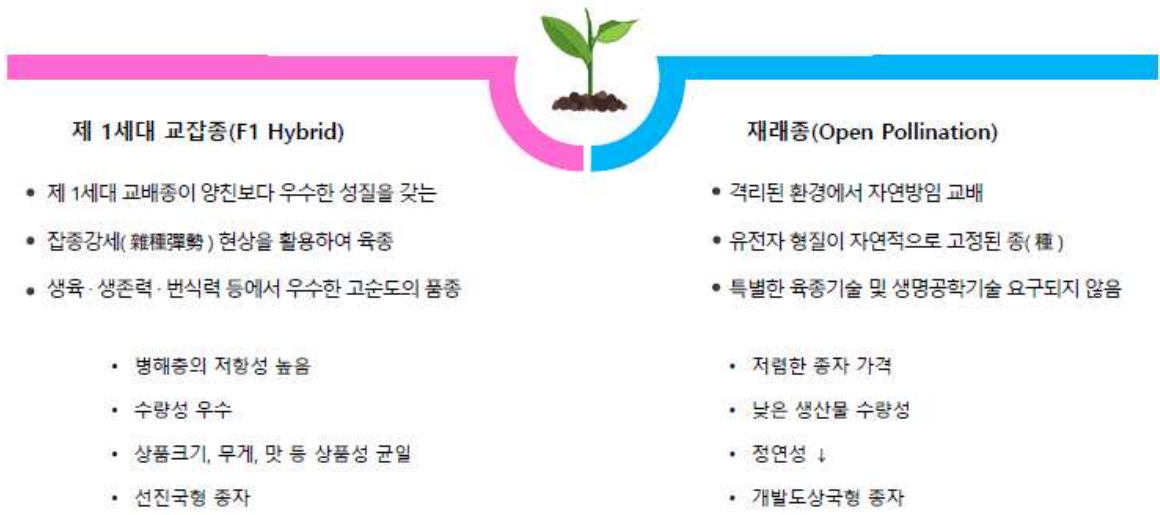 제 1세대 교잡종(F1 Hybrid)
• 제 1세대 교배종이 양친보다 우수한 성질을 갖는
• 잡종강세( 雜種彈勢 ) 현상을 활용하여 육종
• 생육 · 생존력 · 번식력 등에서 우수한 고순도의 품종
• 병해충의 저항성 높음
• 수량성 우수
• 상품크기, 무게, 맛 등 상품성 균일
• 선진국형 종자
재래종(Open Pollination)
• 격리된 환경에서 자연방임 교배
• 유전자 형질이 자연적으로 고정된 종( 種 )
• 특별한 육종기술 및 생명공학기술 요구되지 않음
• 저렴한 종자 가격
• 낮은 생산물 수량성
• 정연성 ↓
• 개발도상국형 종자